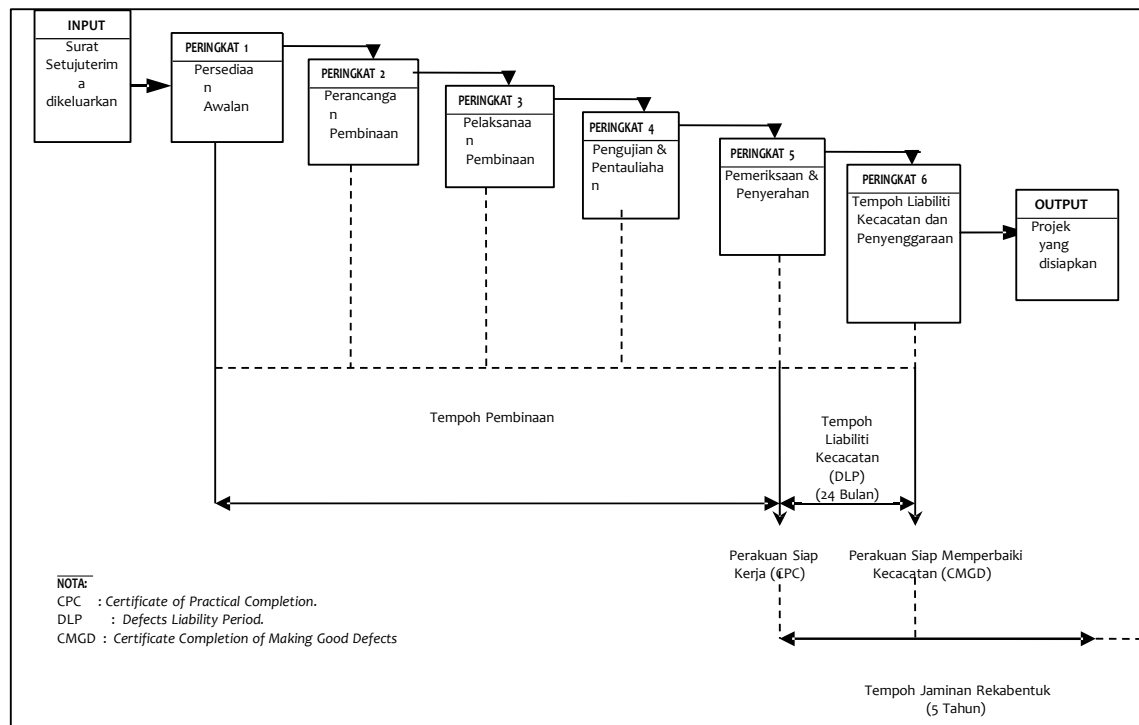 INPUT
Surat
Setujuterim
a
dikeluarkan
PERINGKAT 1
Persediaa
n
Awalan
PERINGKAT 2
Perancanga
n
Pembinaan
PERINGKAT 3
Pelaksanaa
n
Pembinaan
PERINGKAT 4
Pengujian &
Pentauliaha
n
PERINGKAT 5
Pemeriksaan &
Penyerahan
PERINGKAT 6
Tempoh Liabiliti
Kecacatan dan
Penyenggaraan
OUTPUT
Projek
yang
disiapkan
Tempoh Pembinaan
Tempoh
Liabiliti
Kecacatan
(DLP)
(24 Bulan)
Perakuan Siap
Kerja (CPC)
Perakuan Siap Memperbaiki
Kecacatan (CMGD)
NOTA:
CPC : Certificate of Practical Completion.
DLP : Defects Liability Period.
CMGD : Certificate Completion of Making Good Defects
Tempoh Jaminan Rekabentuk
(5 Tahun)